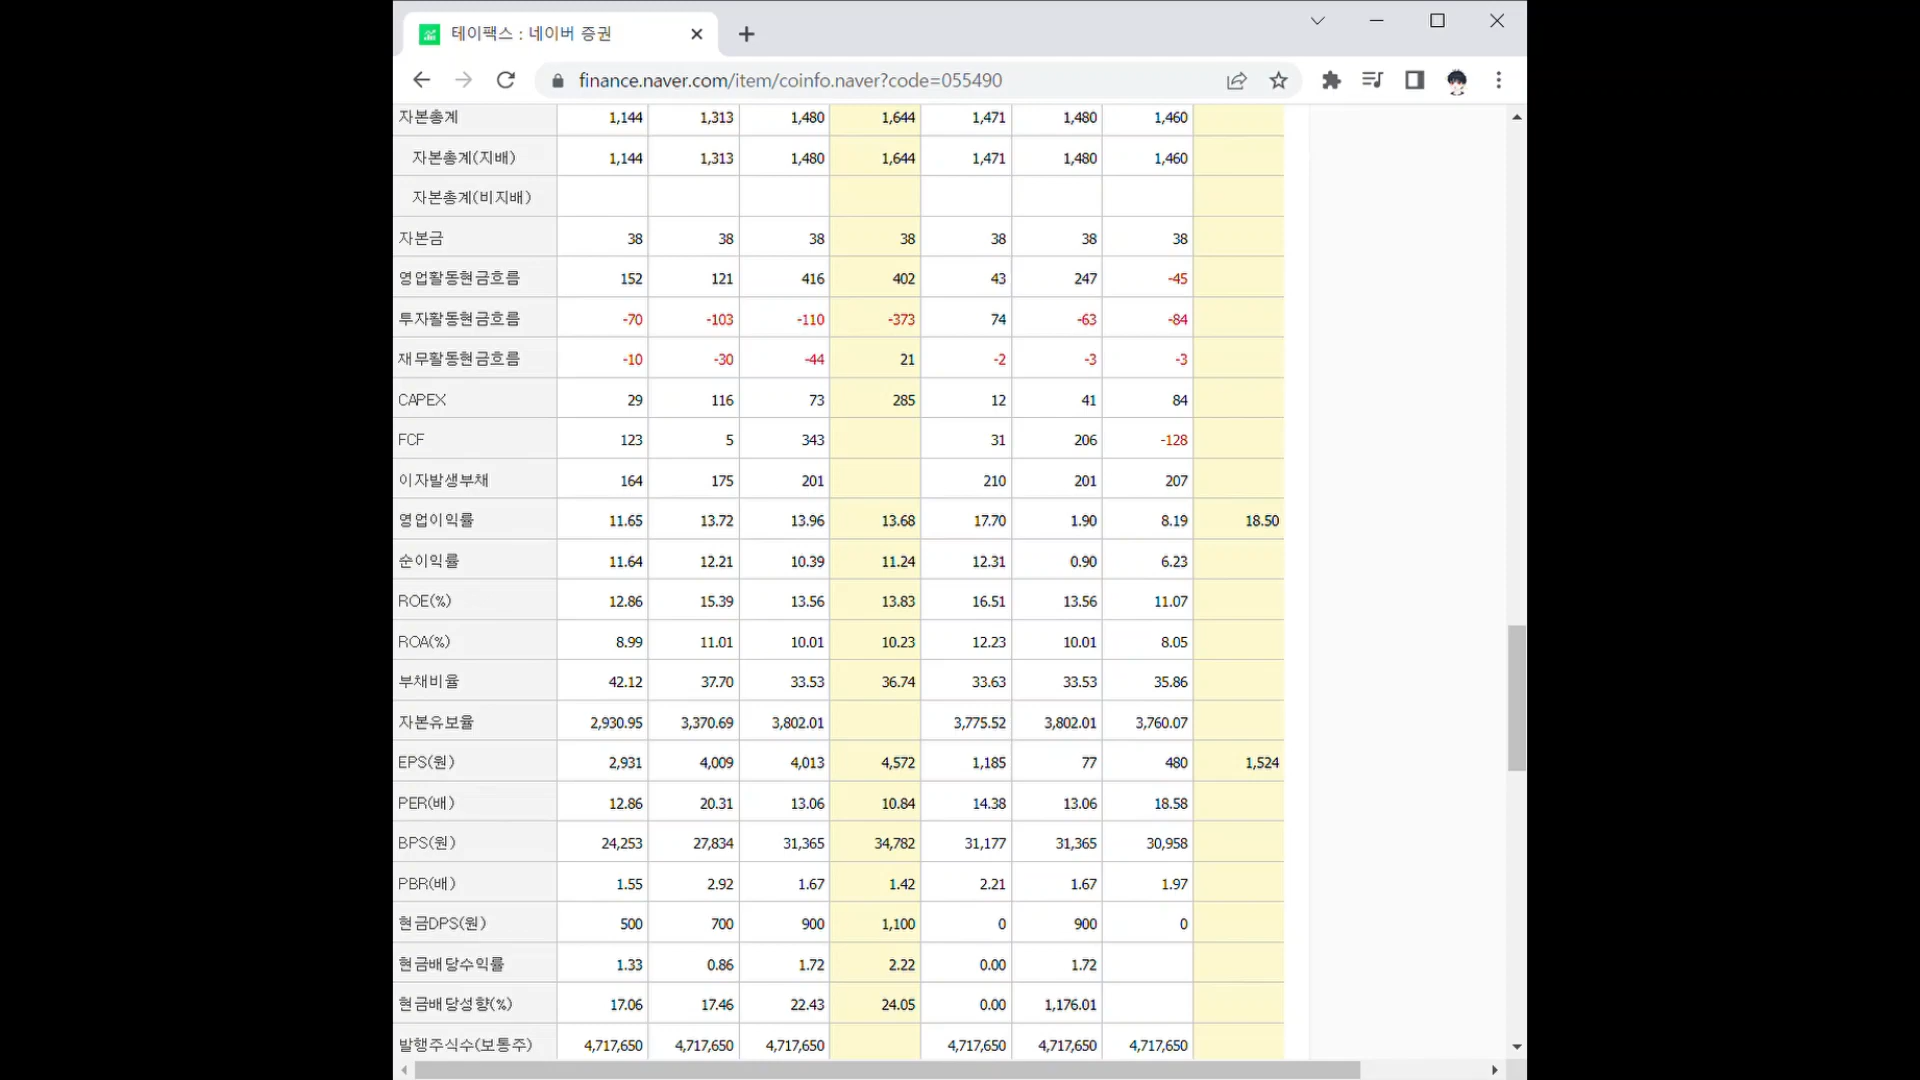 테이팩스 : 네이버 증권
finance.naver.com/item/coinfo.naver?code=055490
자본총계 1,144 1,313 1,480 1,644 1,471 1,480 1,460
자본총계(지배) 1,144 1,313 1,480 1,644 1,471 1,480 1,460
자본총계(비지배)
자본금 38 38 38 38 38 38 38
영업활동현금흐름 152 121 416 402 43 247 -45
투자활동현금흐름 -70 -103 -110 -373 74 -63 -84
재무활동현금흐름 -10 -30 -44 21 -2 -3 -3
CAPEX 29 116 73 285 12 41 84
FCF 123 5 343 31 206 -128
이자발생부채 164 175 201 210 201 207
영업이익률 11.65 13.72 13.96 13.68 17.70 1.90 8.19 18.50
순이익률 11.64 12.21 10.39 11.24 12.31 0.90 6.23
ROE(%) 12.86 15.39 13.56 13.83 16.51 13.56 11.07
ROA(%) 8.99 11.01 10.01 10.23 12.23 10.01 8.05
부채비율 42.12 37.70 33.53 36.74 33.63 33.53 35.86
자본유보율 2,930.95 3,370.69 3,802.01 3,775.52 3,802.01 3,760.07
EPS(원) 2,931 4,009 4,013 4,572 1,185 77 480 1,524
PER(배) 12.86 20.31 13.06 10.84 14.38 13.06 18.58
BPS(원) 24,253 27,834 31,365 34,782 31,177 31,365 30,958
PBR(배) 1.55 2.92 1.67 1.42 2.21 1.67 1.97
현금DPS(원) 500 700 900 1,100 0 900 0
현금배당수익률 1.33 0.86 1.72 2.22 0.00 1.72
현금배당성향(%) 17.06 17.46 22.43 24.05 0.00 1,176.01
발행주식수(보통주) 4,717,650 4,717,650 4,717,650 4,717,650 4,717,650 4,717,650